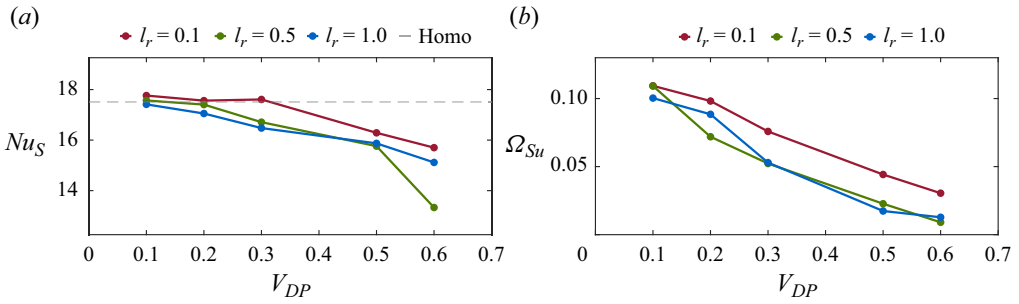 (a)
l_r = 0.1 l_r = 0.5 l_r = 1.0 Homo
18
16
14
Nu_S
0 0.1 0.2 0.3 0.4 0.5 0.6 0.7
V_DP
(b)
l_r = 0.1 l_r = 0.5 l_r = 1.0
0.10
0.05
Ω_Su
0 0.1 0.2 0.3 0.4 0.5 0.6 0.7
V_DP